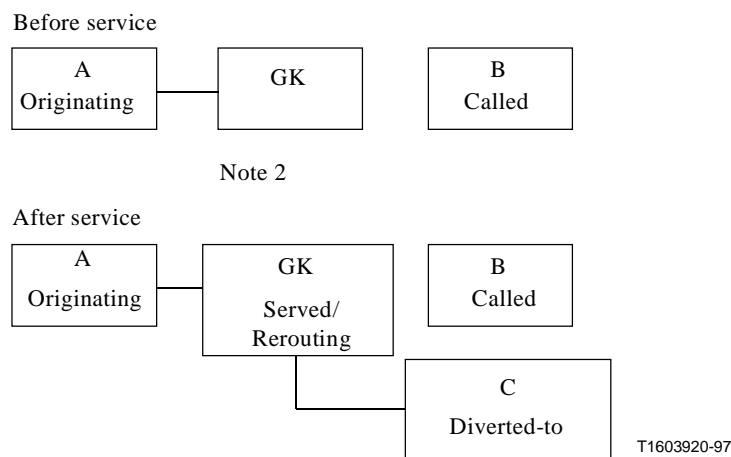 Before service
A
Originating
GK
B
Called
Note 2
After service
A
Originating
GK
Served/
Rerouting
B
Called
C
Diverted-to
T1603920-97